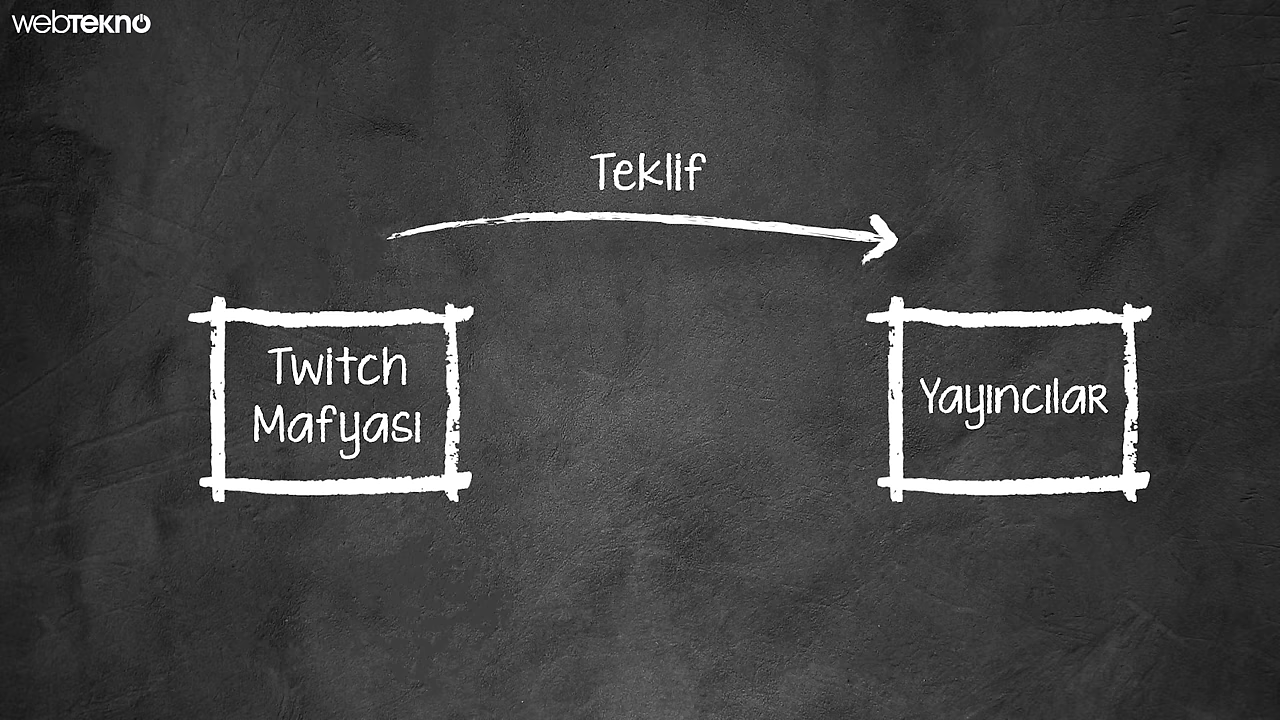 webtekno
Teklif
Twitch
Mafyası
Yayıncılar